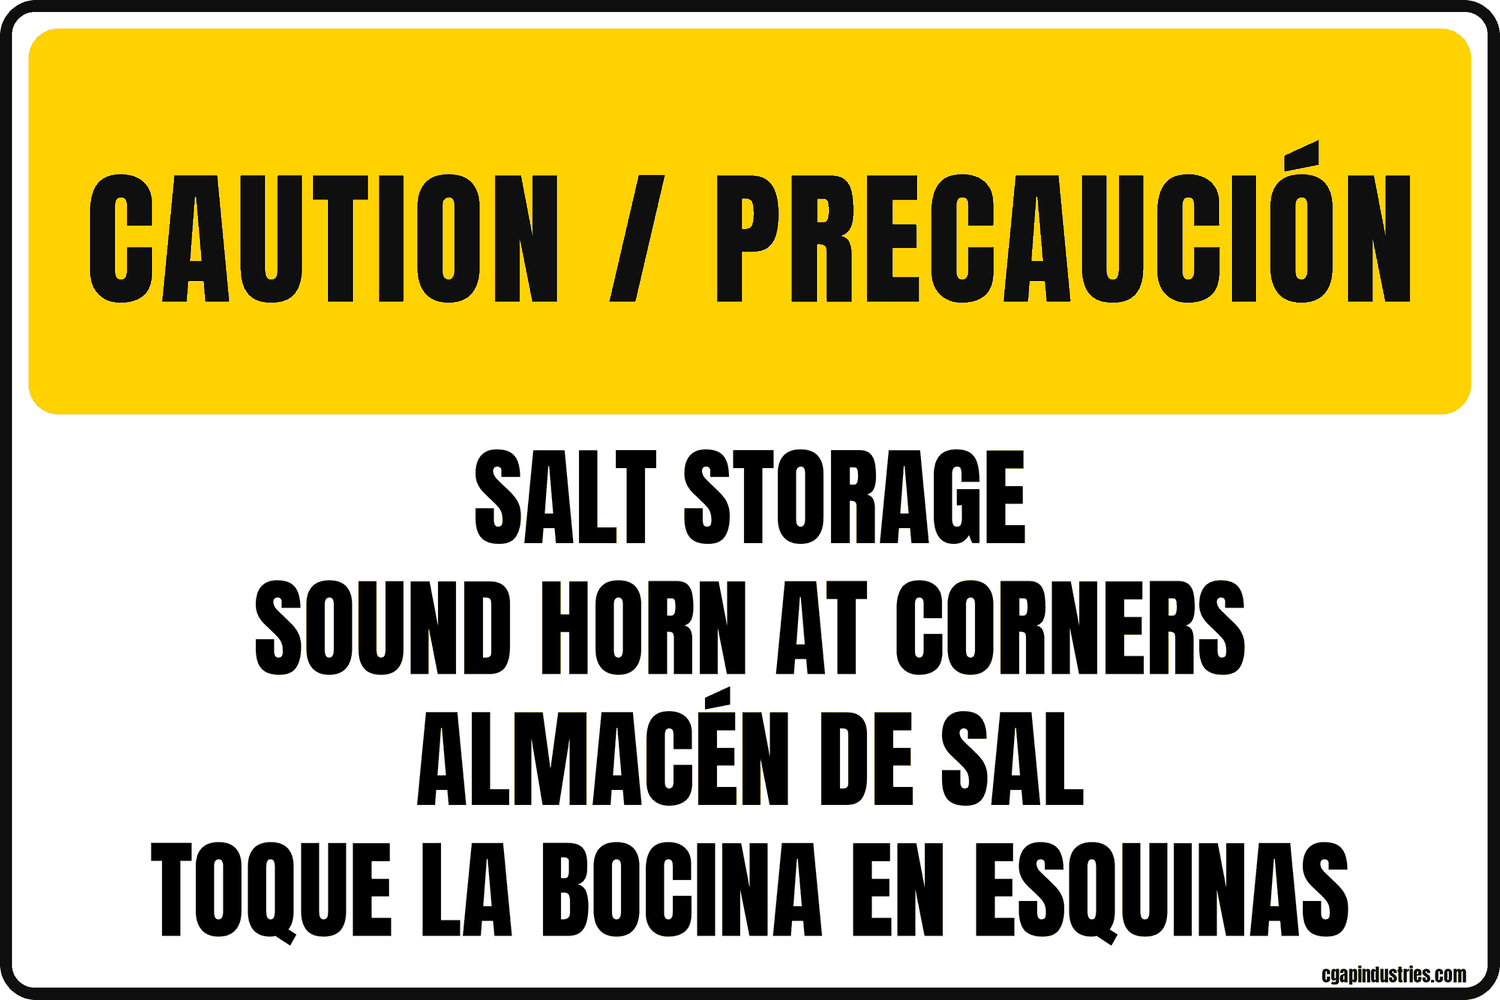 CAUTION / PRECAUCIÓN
SALT STORAGE
SOUND HORN AT CORNERS
ALMACÉN DE SAL
TOQUE LA BOCINA EN ESQUINAS
cgapindustries.com